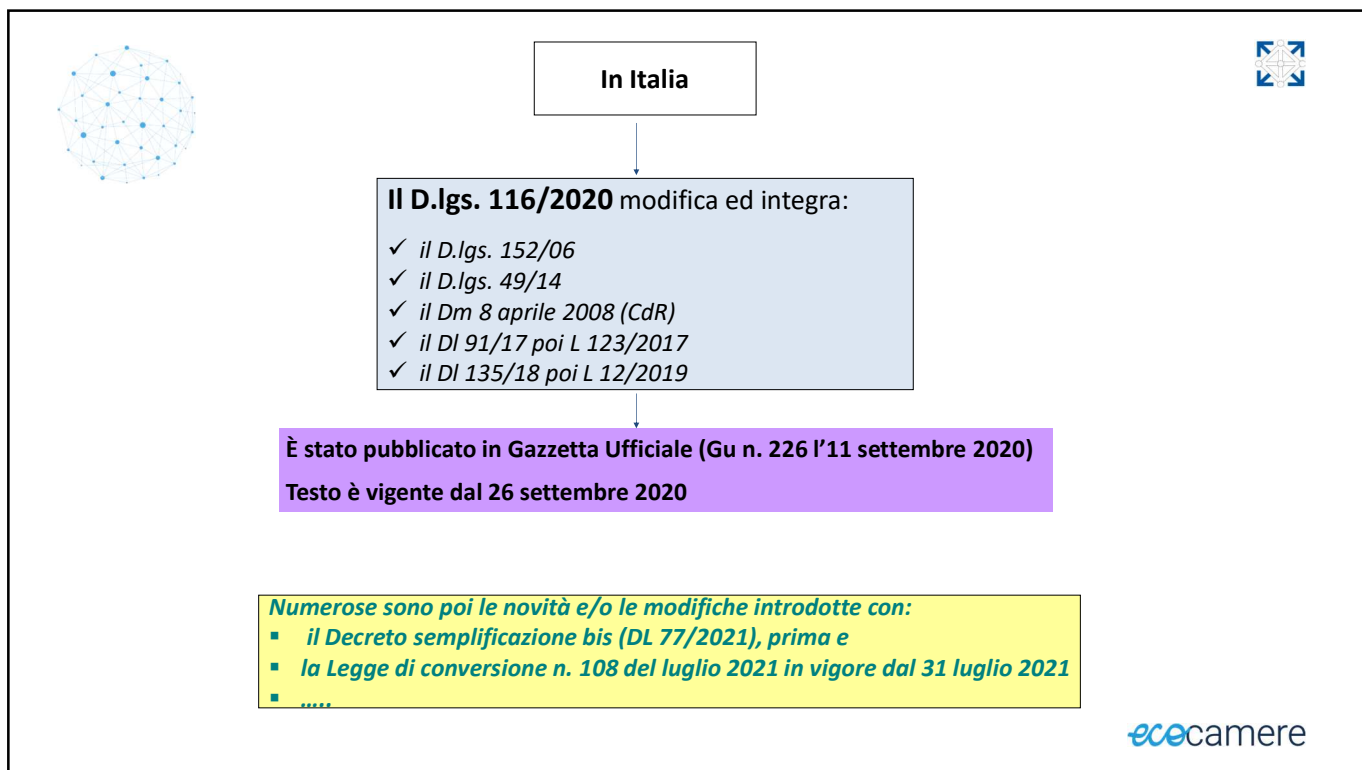 In Italia
Il D.lgs. 116/2020 modifica ed integra:
✓ il D.lgs. 152/06
✓ il D.lgs. 49/14
✓ il Dm 8 aprile 2008 (CdR)
✓ il Dl 91/17 poi L 123/2017
✓ il Dl 135/18 poi L 12/2019
È stato pubblicato in Gazzetta Ufficiale (Gu n. 226 l’11 settembre 2020)
Testo è vigente dal 26 settembre 2020
Numerose sono poi le novità e/o le modifiche introdotte con:
▪ il Decreto semplificazione bis (DL 77/2021), prima e
▪ la Legge di conversione n. 108 del luglio 2021 in vigore dal 31 luglio 2021
▪ …..
ecocamere